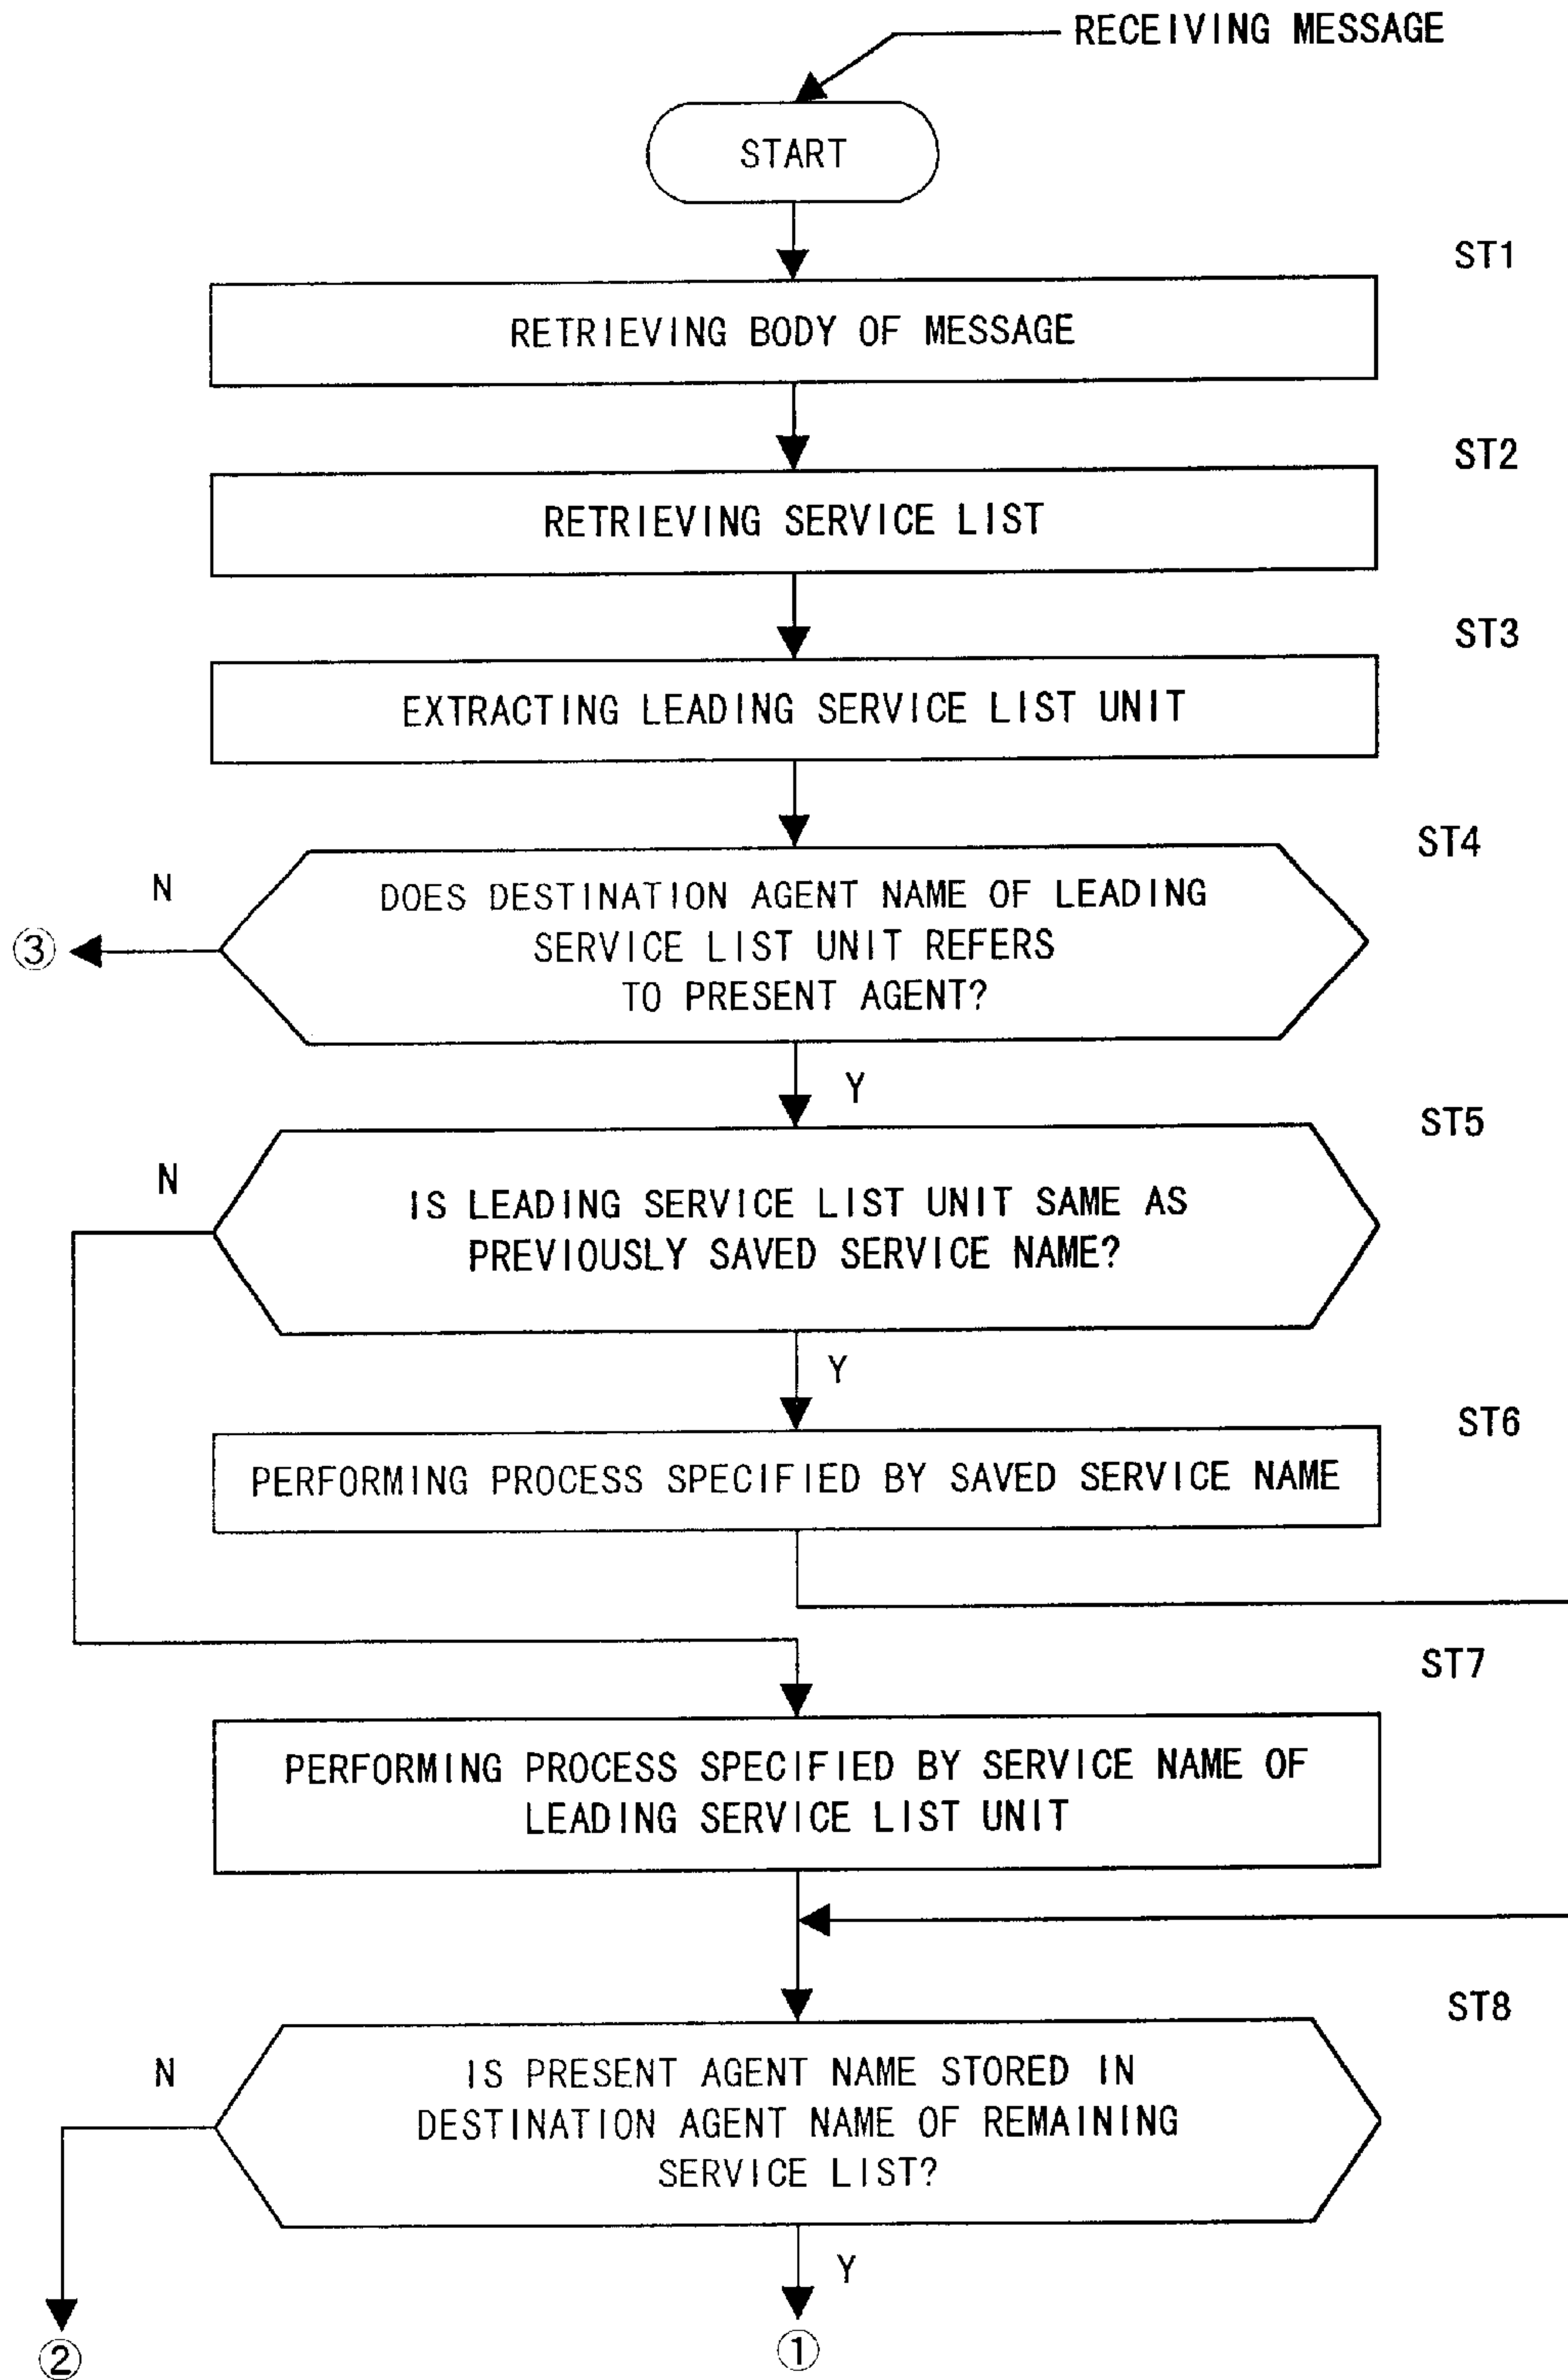 RECEIVING MESSAGE
START
ST1
RETRIEVING BODY OF MESSAGE
ST2
RETRIEVING SERVICE LIST
ST3
EXTRACTING LEADING SERVICE LIST UNIT
ST4
N
DOES DESTINATION AGENT NAME OF LEADING
SERVICE LIST UNIT REFERS
TO PRESENT AGENT?
③
Y
ST5
N
IS LEADING SERVICE LIST UNIT SAME AS
PREVIOUSLY SAVED SERVICE NAME?
Y
ST6
PERFORMING PROCESS SPECIFIED BY SAVED SERVICE NAME
ST7
PERFORMING PROCESS SPECIFIED BY SERVICE NAME OF
LEADING SERVICE LIST UNIT
ST8
N
IS PRESENT AGENT NAME STORED IN
DESTINATION AGENT NAME OF REMAINING
SERVICE LIST?
Y
②
①